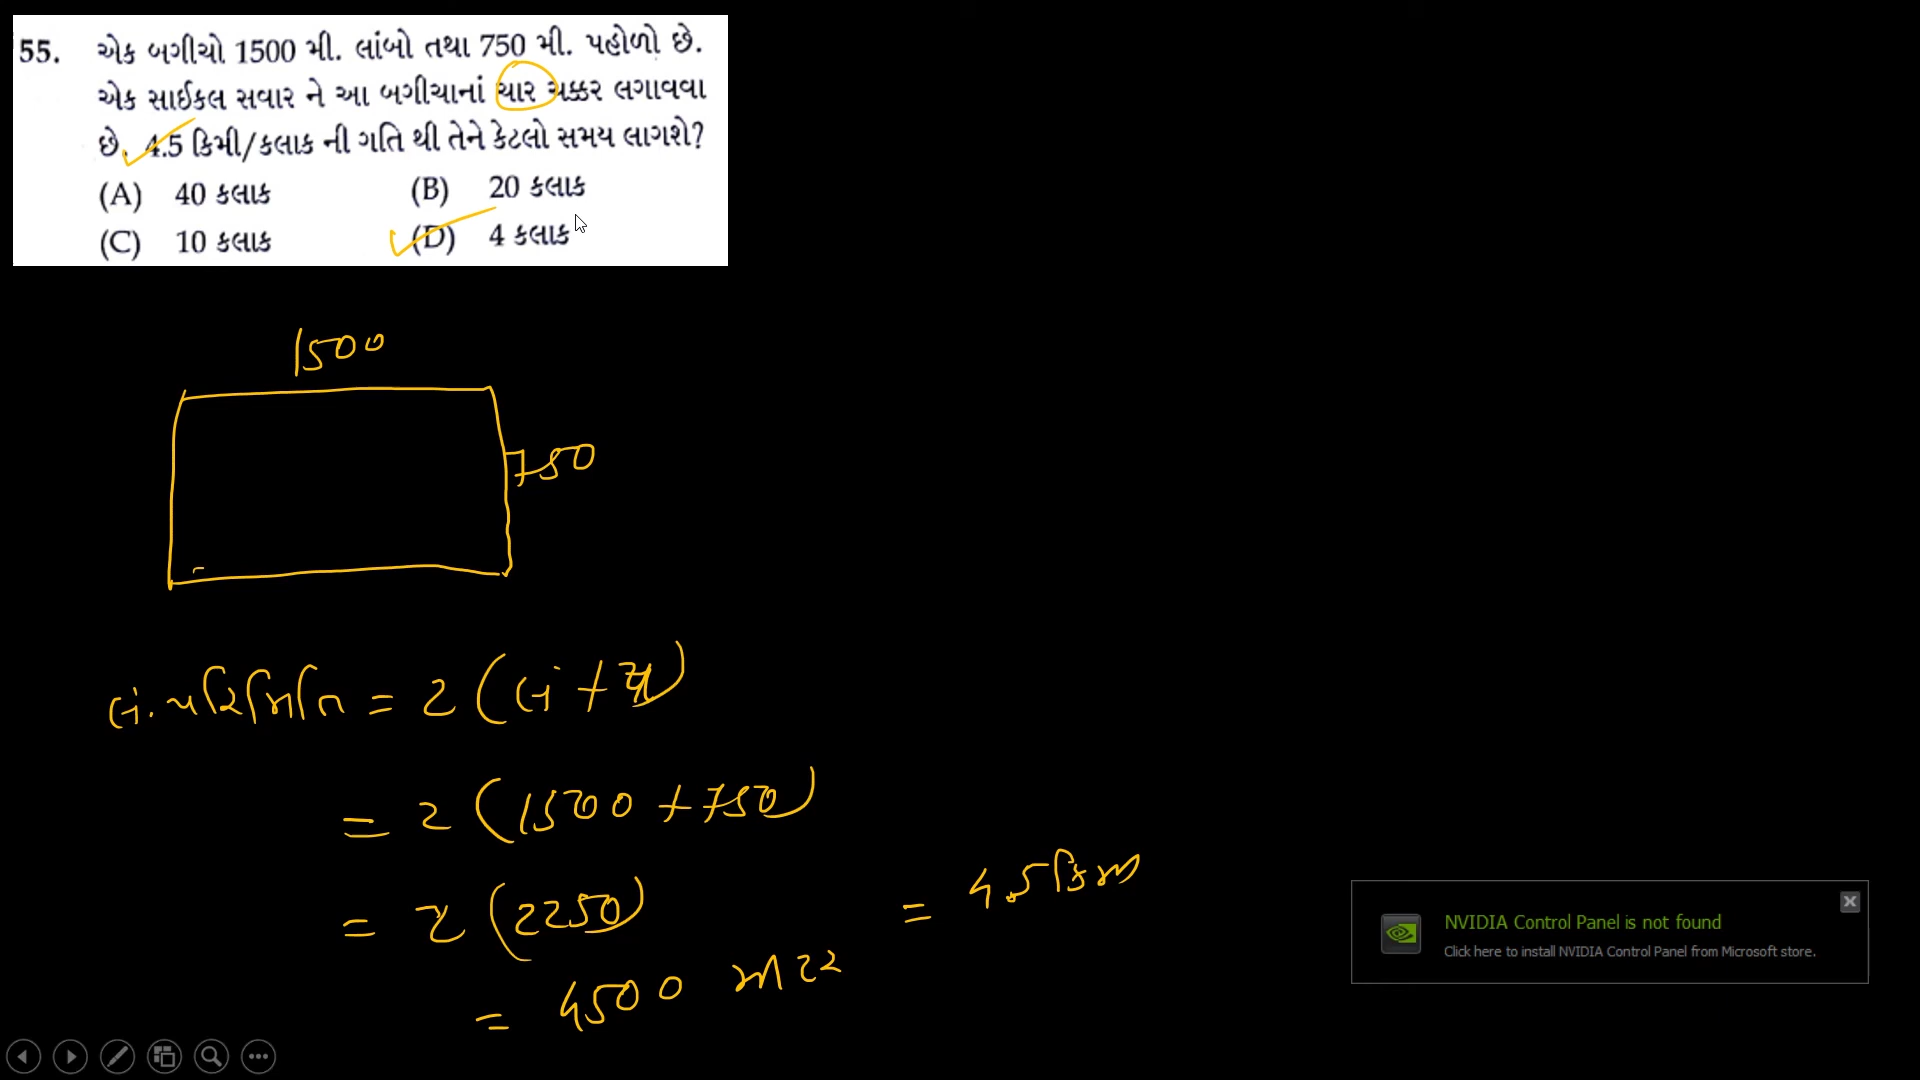 55. એક બગીચો 1500 મી. લાંબો તથા 750 મી. પહોળો છે.
એક સાઈકલ સવાર ને આ બગીચાનાં ચાર ચક્કર લગાવવા
છે. 4.5 કિમી/કલાક ની ગતિ થી તેને કેટલો સમય લાગશે?
(A) 40 કલાક (B) 20 કલાક
(C) 10 કલાક (D) 4 કલાક
1500
750
લં. પરિમિતિ = 2 (લં + પ)
= 2 (1500 + 750)
= 2 (2250)
= 4500 મીટર = 4.5 કિમી
NVIDIA Control Panel is not found
Click here to install NVIDIA Control Panel from Microsoft store.